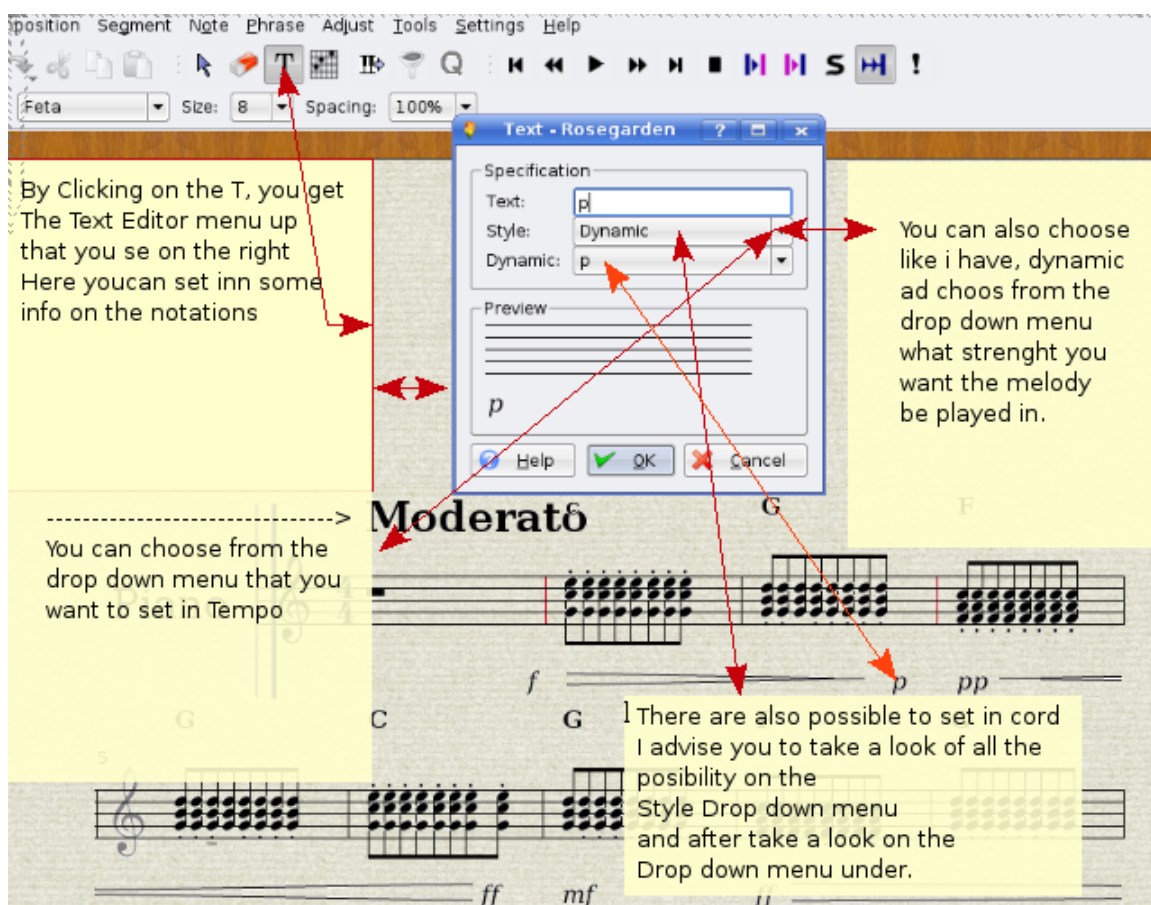 position Segment Note Phrase Adjust Tools Settings Help
T Q S !
Feta Size: 8 Spacing: 100%
Text - Rosegarden ?
Specification
Text: p
Style: Dynamic
Dynamic: p
Preview
p
Help OK Cancel
By Clicking on the T, you get
The Text Editor menu up
that you se on the right
Here youcan set inn some
info on the notations
You can also choose
like i have, dynamic
ad choos from the
drop down menu
what strenght you
want the melody
be played in.
-----------------------------> Moderato
C G F
You can choose from the
drop down menu that you
want to set in Tempo
Piano 4 4
f p pp
G C G
There are also possible to set in cord
I advise you to take a look of all the
posibility on the
Style Drop down menu
and after take a look on the
Drop down menu under.
5
ff mf ff